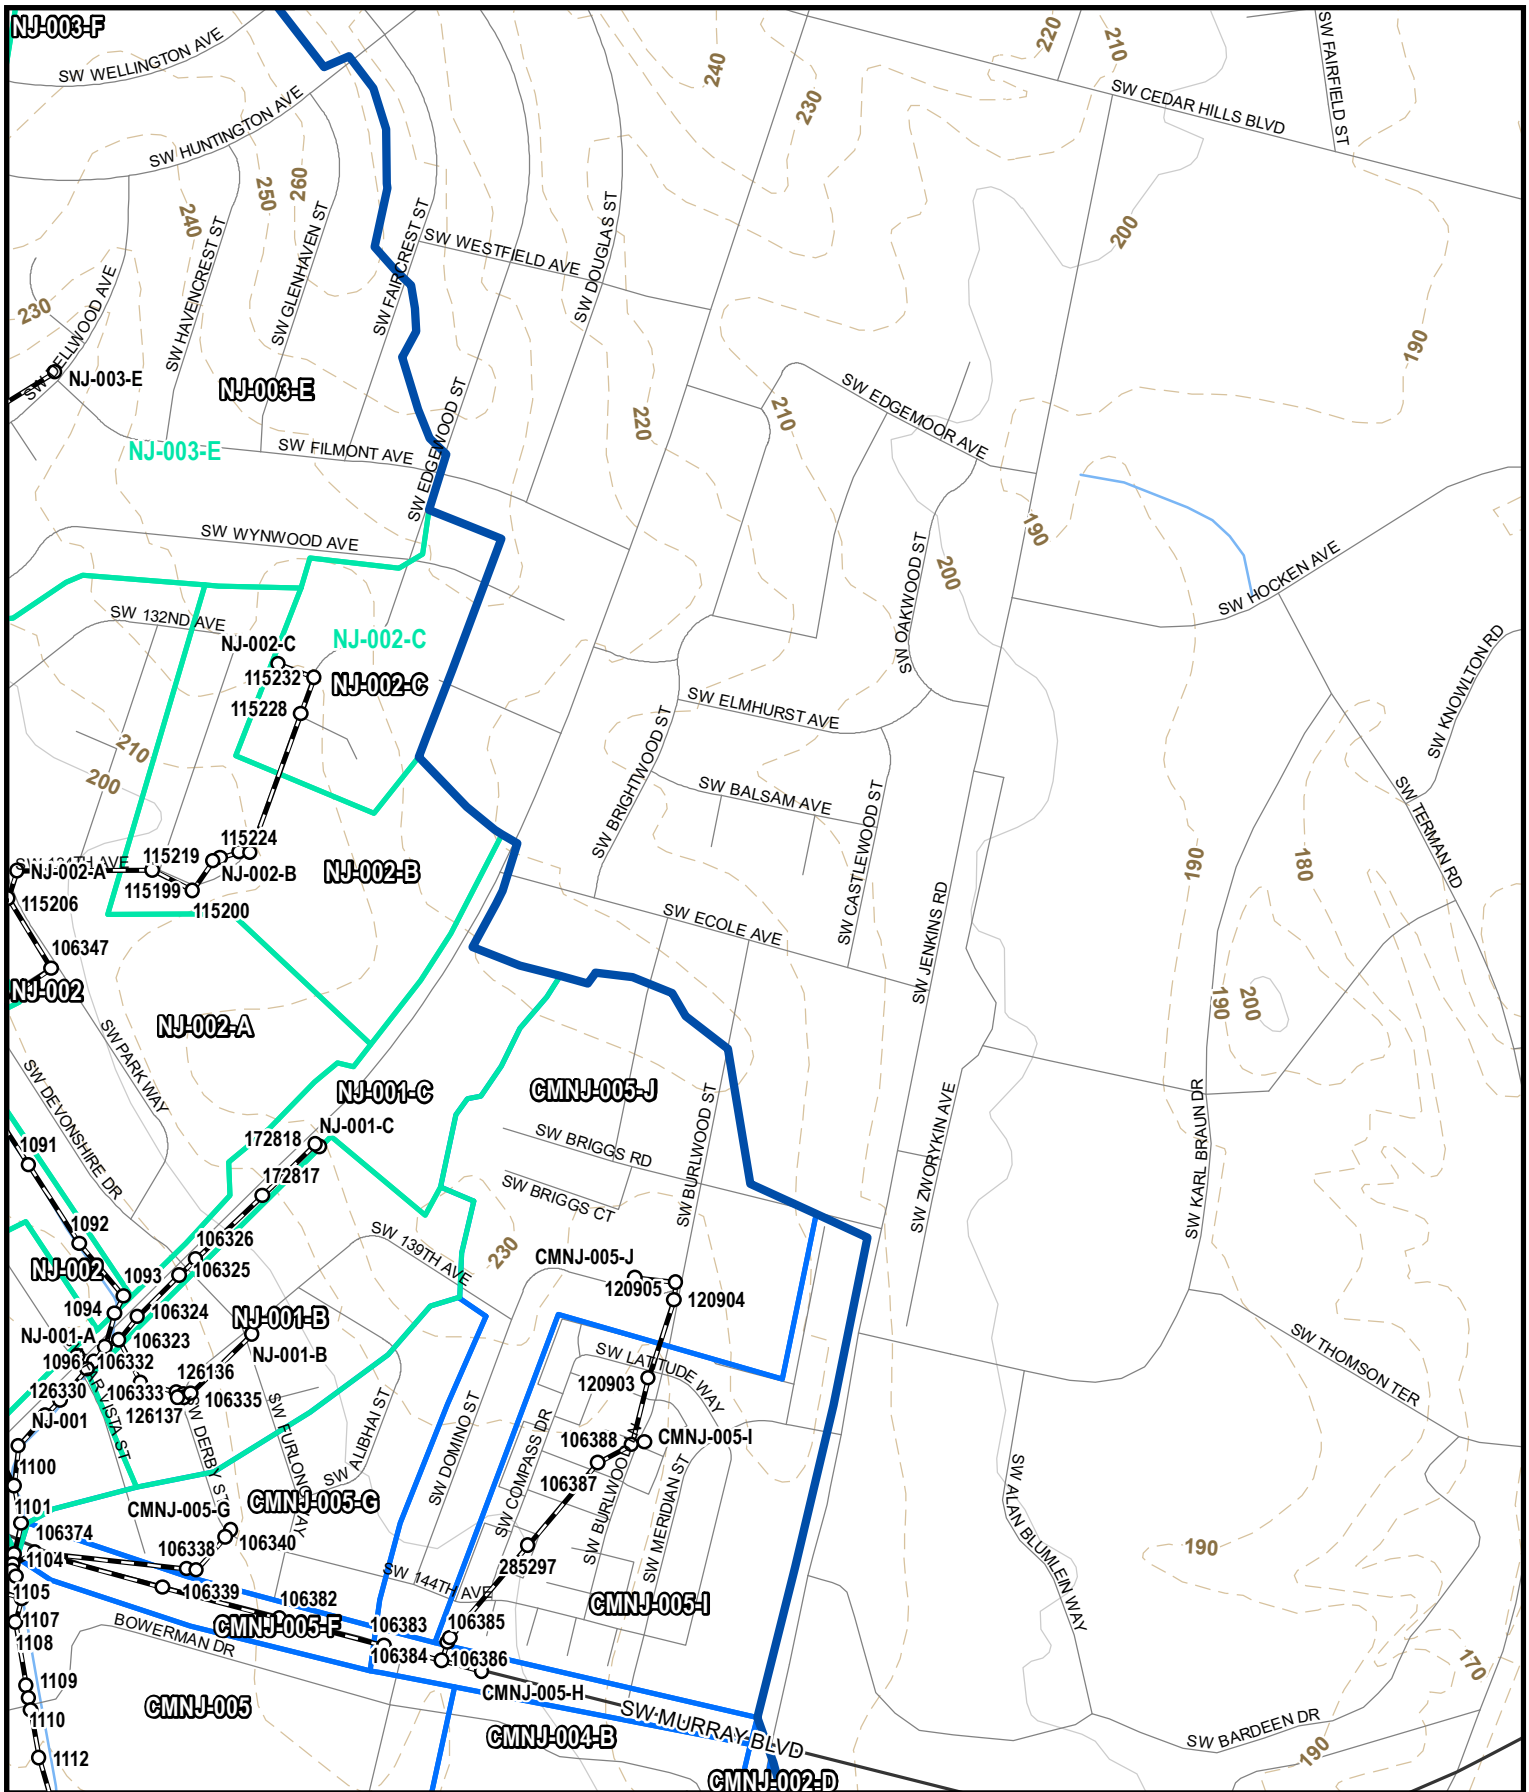 NJ-003-F
SW WELLINGTON AVE
SW HUNTINGTON AVE
240
230
220
210
SW CEDAR HILLS BLVD
SW FAIRFIELD ST
240
250
260
SW HAVENCREST ST
SW GLENHAVEN ST
SW FAIRCREST ST
SW WESTFIELD AVE
SW DOUGLAS ST
200
230
SW ELLWOOD AVE
NJ-003-E
NJ-003-E
NJ-003-E
SW FILMONT AVE
SW EDGEWOOD ST
220
210
SW EDGEMOOR AVE
190
SW WYNWOOD AVE
190
200
SW OAKWOOD ST
SW HOCKEN AVE
SW 132ND AVE
NJ-002-C
NJ-002-C
115232
NJ-002-C
115228
SW ELMHURST AVE
SW KNOWLTON RD
210
200
SW BRIGHTWOOD ST
SW BALSAM AVE
SW CASTLEWOOD ST
SW TERMAN RD
115224
115219
NJ-002-A
NJ-002-B
NJ-002-B
115199
115200
115206
190
180
SW ECOLE AVE
SW JENKINS RD
106347
NJ-002
190
200
NJ-002-A
SW PARK WAY
SW DEVONSHIRE DR
NJ-001-C
CMNJ-005-J
NJ-001-C
172818
1091
172817
SW BRIGGS RD
SW BRIGGS CT
SW BURLWOOD ST
SW ZWORYKIN AVE
SW KARL BRAUN DR
1092
106326
SW 139TH AVE
230
NJ-002
106325
CMNJ-005-J
120905
120904
1093
1094
106324
NJ-001-B
NJ-001-A
106323
NJ-001-B
1096
106332
126136
SW LATITUDE WAY
SW THOMSON TER
126330
106333
106335
120903
NJ-001
126137
SW DERBY ST
SW FURLONG WAY
SW ALIBHAI ST
SW DOMINO ST
SW COMPASS DR
106388
CMNJ-005-I
1100
106387
SW MERIDIAN ST
SW ALAN BLUMLEIN WAY
1101
CMNJ-005-G
CMNJ-005-G
106374
106338
106340
1104
285297
190
106339
SW 144TH AVE
1105
106382
CMNJ-005-I
1107
CMNJ-005-F
106383
106385
1108
BOWERMAN DR
106384
106386
1109
CMNJ-005-H
170
1110
CMNJ-005
SW MURRAY BLVD
SW BARDEEN DR
CMNJ-004-B
190
1112
CMNJ-002-D